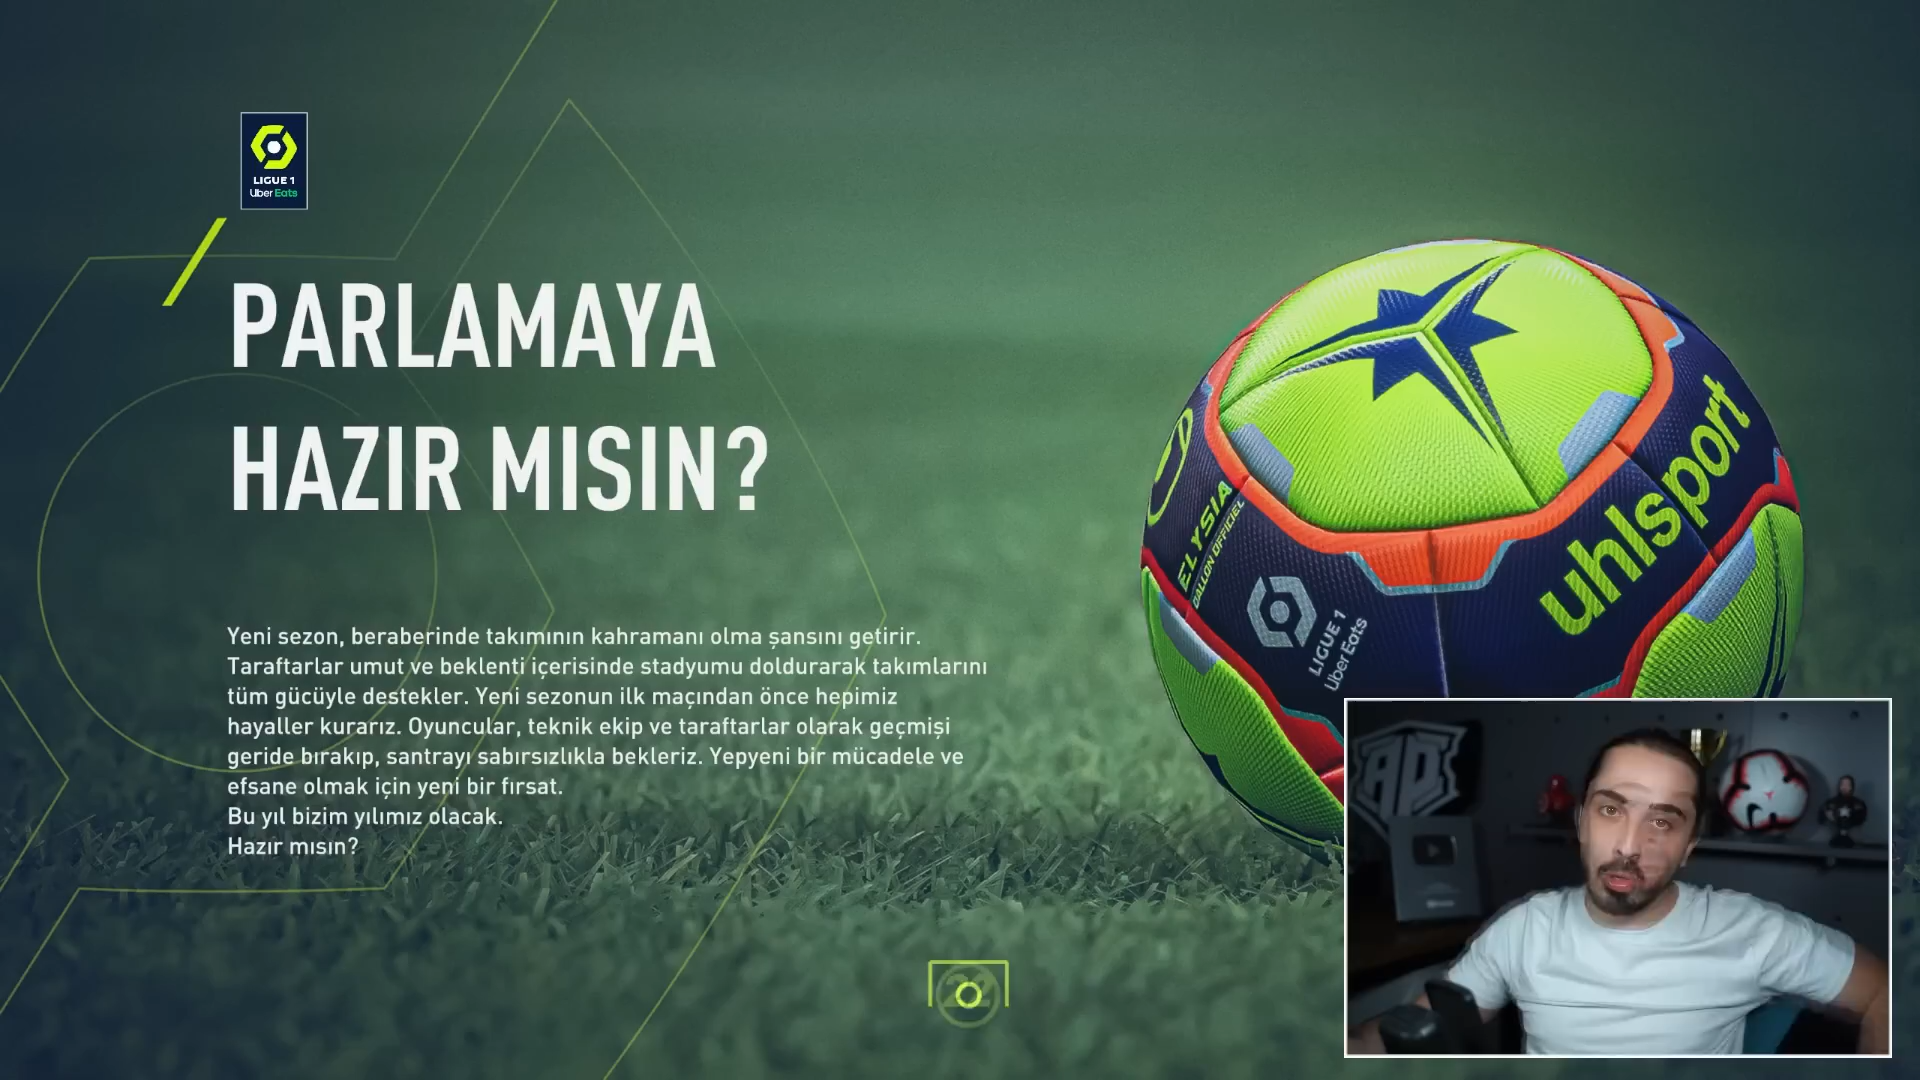 LIGUE 1
Uber Eats
PARLAMAYA
HAZIR MISIN?
Yeni sezon, beraberinde takımının kahramanı olma şansını getirir.
Taraftarlar umut ve beklenti içerisinde stadyumu doldurarak takımlarını
tüm gücüyle destekler. Yeni sezonun ilk maçından önce hepimiz
hayaller kurarız. Oyuncular, teknik ekip ve taraftarlar olarak geçmişi
geride bırakıp, santrayı sabırsızlıkla bekleriz. Yepyeni bir mücadele ve
efsane olmak için yeni bir fırsat.
Bu yıl bizim yılımız olacak.
Hazır mısın?
ELYSIA
BALLON OFFICIEL
LIGUE 1
Uber Eats
uhlsport
22